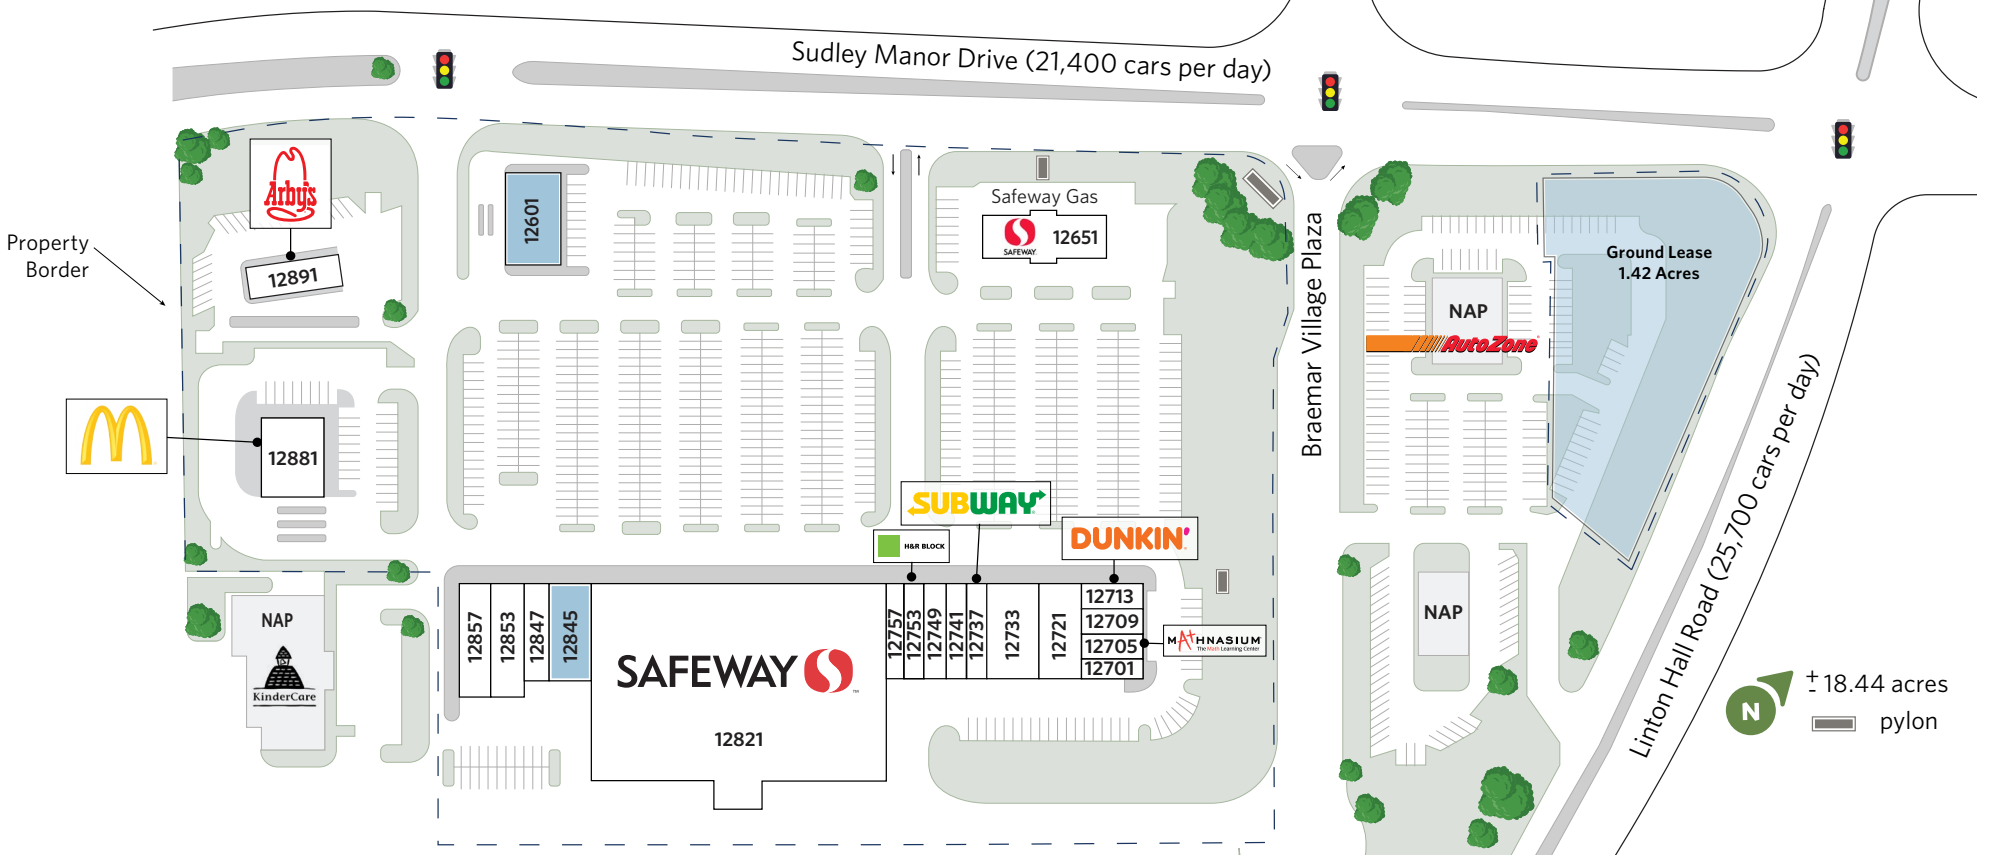 Sudley Manor Drive (21,400 cars per day)
Arby's
12891
Property
Border
12601
Safeway Gas
SAFEWAY
12651
Braemar Village Plaza
NAP
AutoZone
Ground Lease
1.42 Acres
12881
SUBWAY
H&R BLOCK
DUNKIN'
NAP
KinderCare
12857
12853
12847
12845
SAFEWAY
12821
12757
12753
12749
12741
12737
12733
12721
12713
12709
12705
12701
MATHNASIUM
The Math Learning Center
NAP
Linton Hall Road (25,700 cars per day)
N
± 18.44 acres
pylon